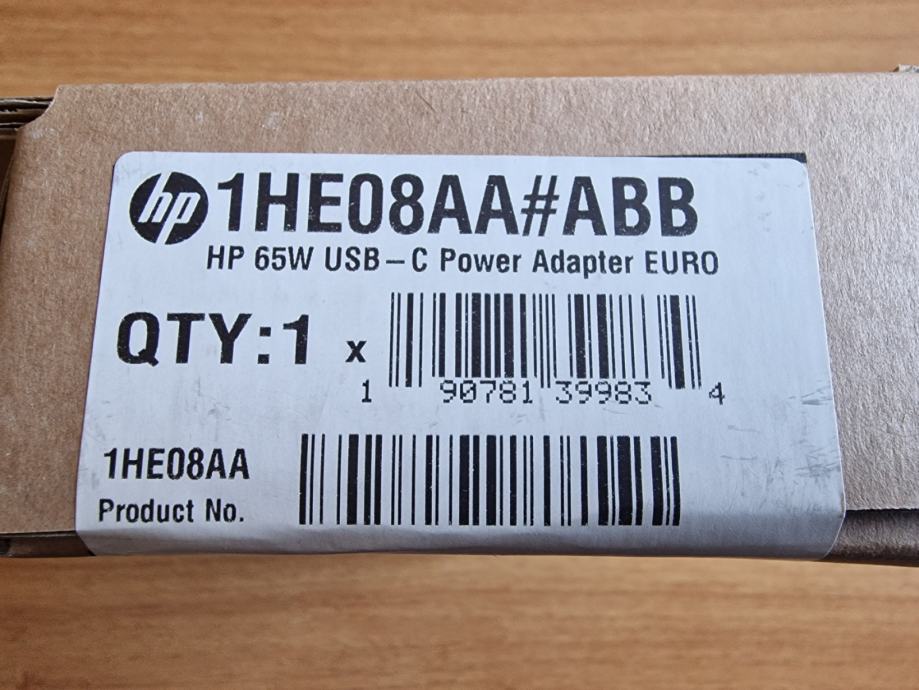 hp 1HE08AA#ABB
HP 65W USB-C Power Adapter EURO
QTY:1 x
1 90781 39983 4
1HE08AA
Product No.